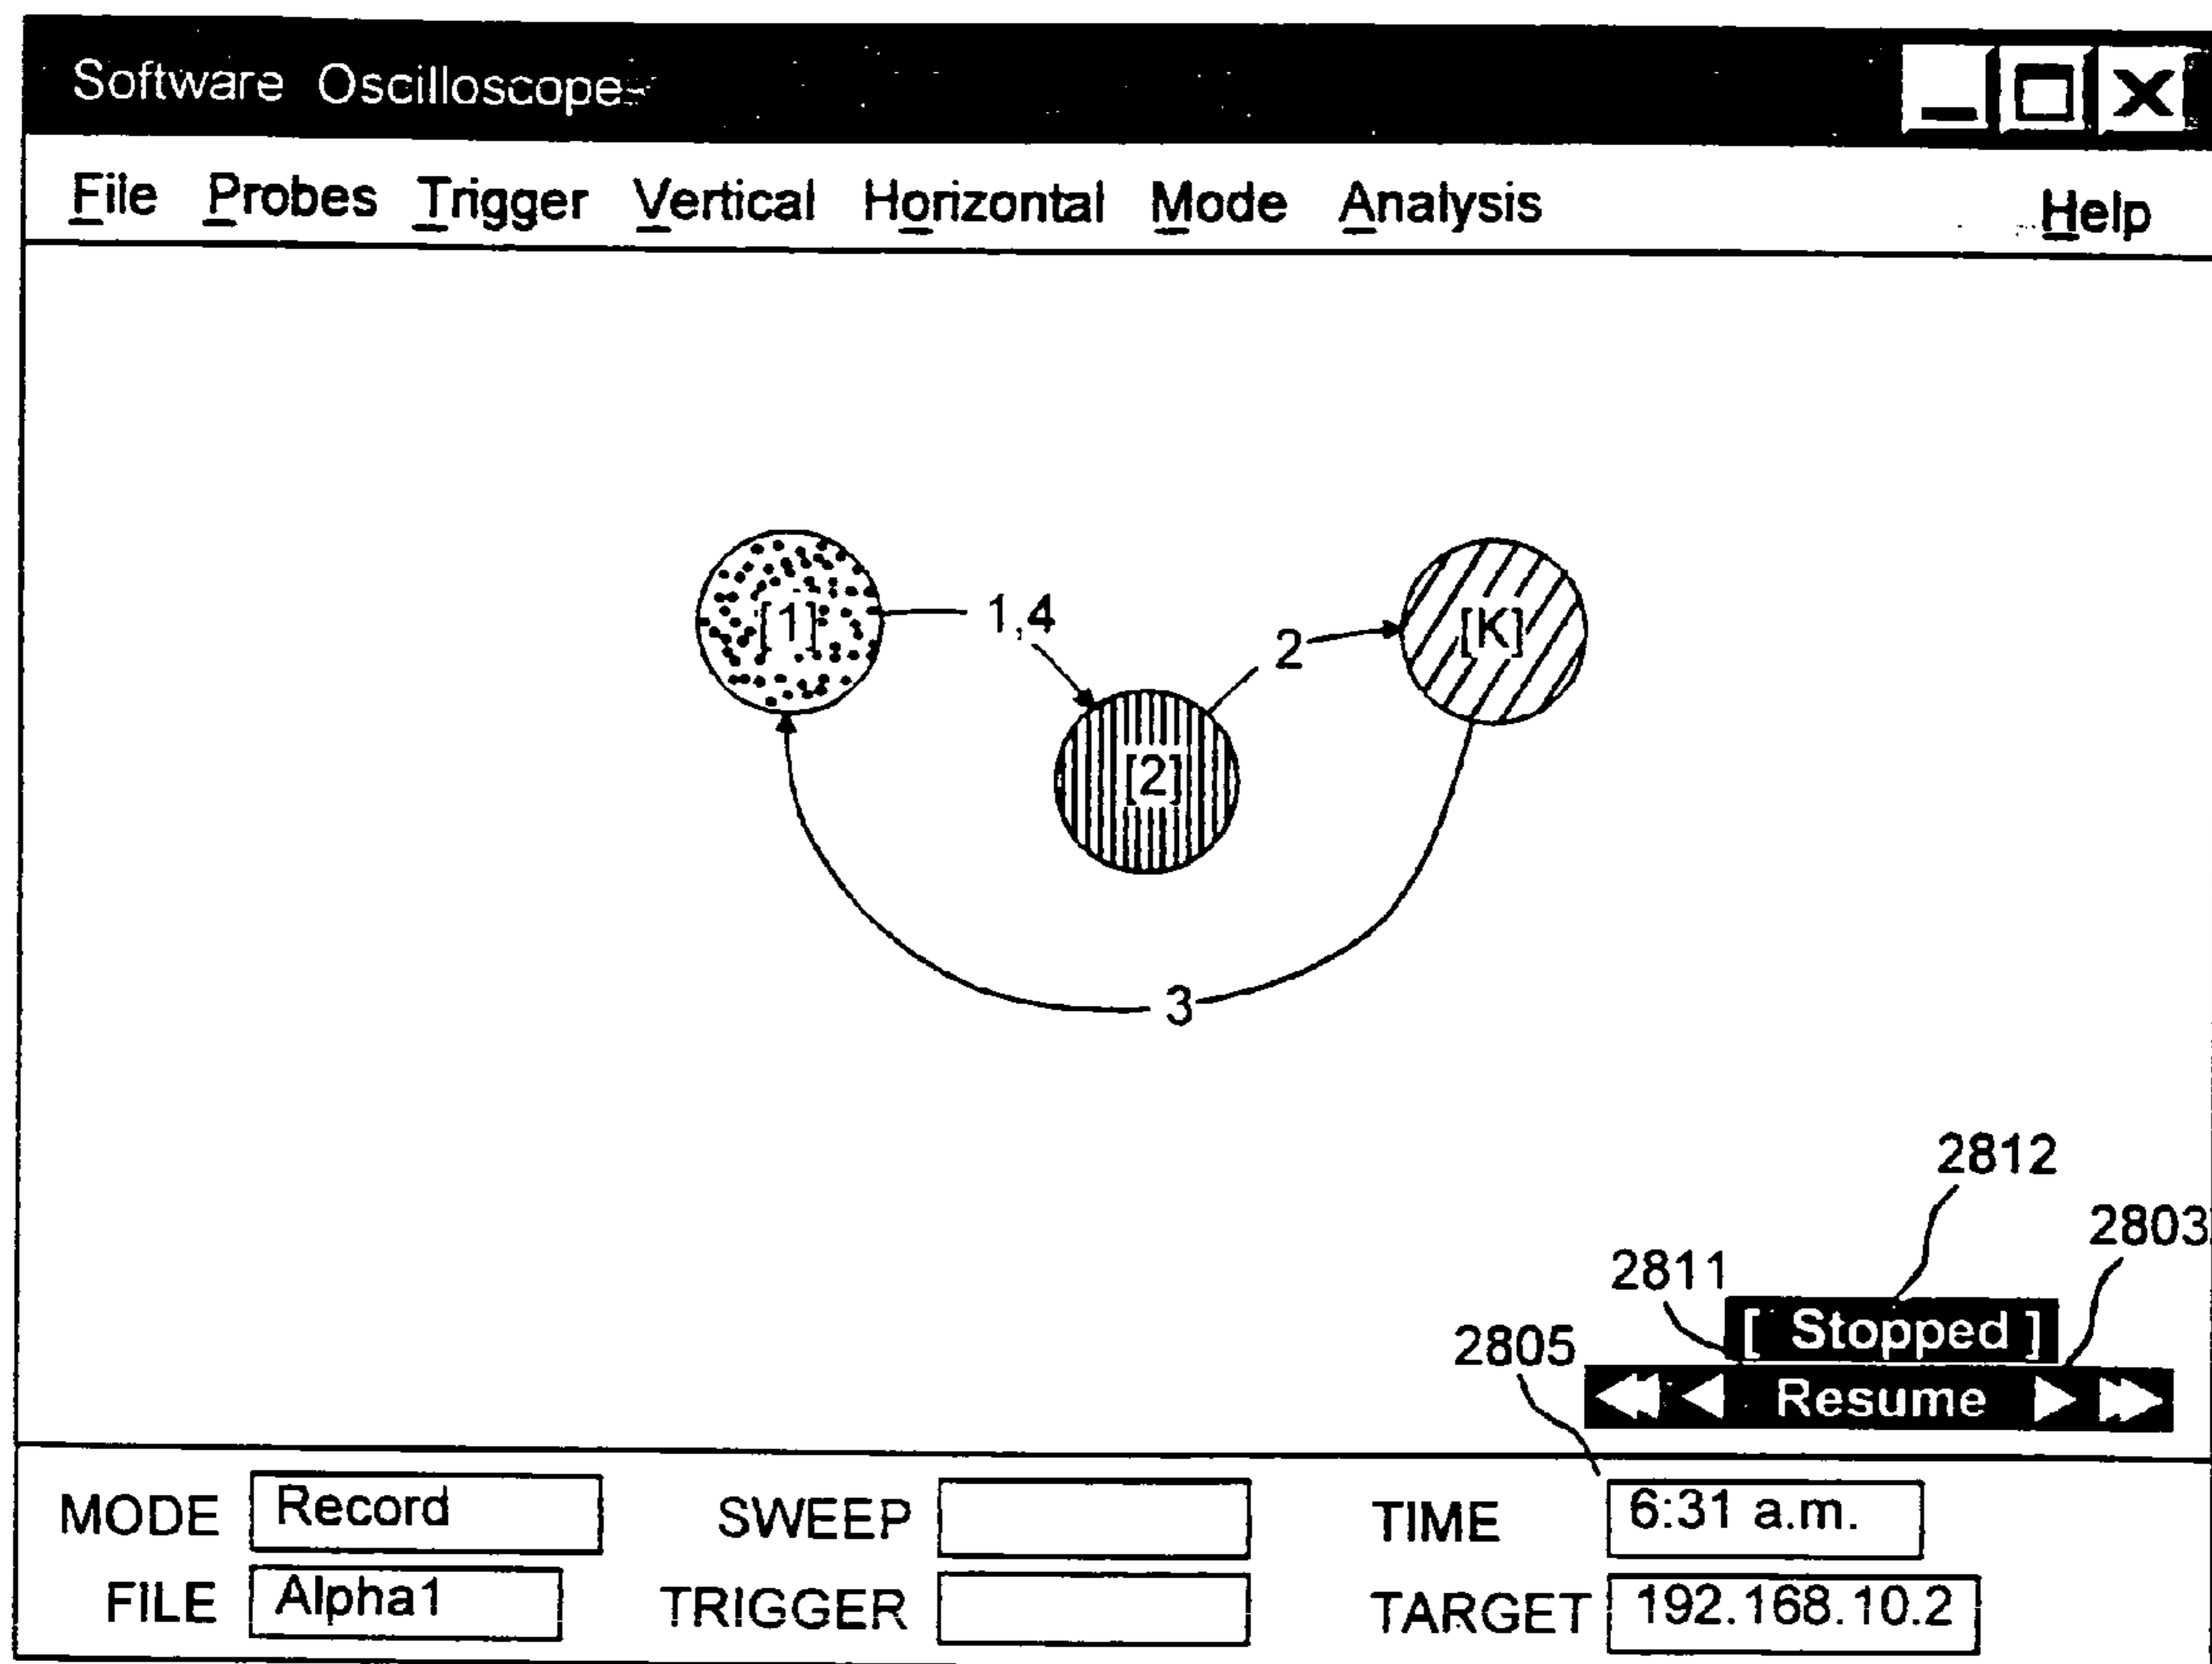 Software Oscilloscope
File Probes Trigger Vertical Horizontal Mode Analysis Help
[1]
1,4
2
[K]
[2]
3
2812
2803
2811
[ Stopped ]
2805
Resume
MODE Record SWEEP TIME 6:31 a.m.
FILE Alpha1 TRIGGER TARGET 192.168.10.2